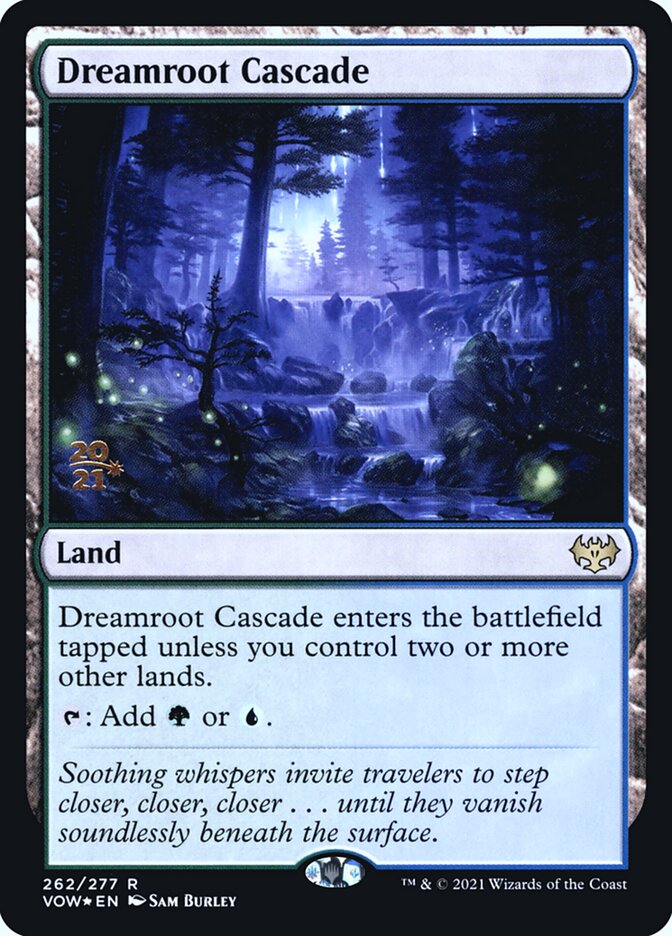 Dreamroot Cascade
20
21
Land
Dreamroot Cascade enters the battlefield
tapped unless you control two or more
other lands.
: Add or .
Soothing whispers invite travelers to step
closer, closer, closer . . . until they vanish
soundlessly beneath the surface.
262/277 R
™ & © 2021 Wizards of the Coast
VOW★EN Sam Burley